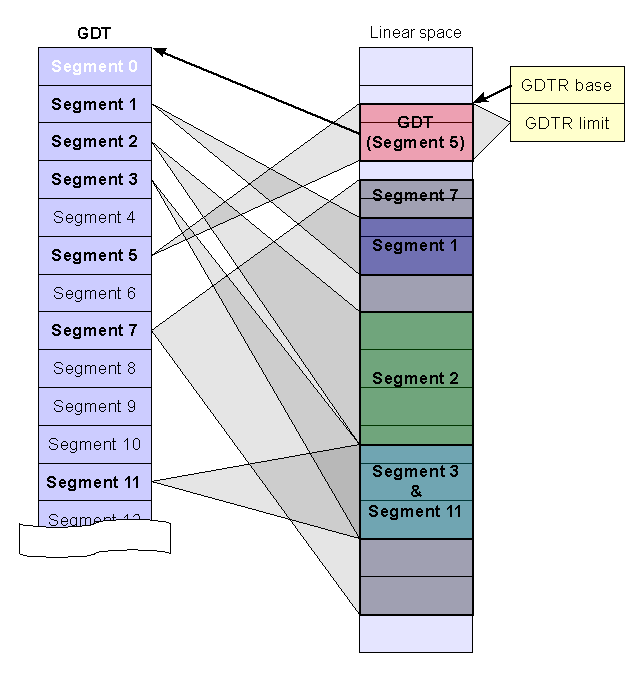 GDT
Segment 0
Segment 1
Segment 2
Segment 3
Segment 4
Segment 5
Segment 6
Segment 7
Segment 8
Segment 9
Segment 10
Segment 11
Segment 12
Linear space
GDT
(Segment 5)
Segment 7
Segment 1
Segment 2
Segment 3
&
Segment 11
GDTR base
GDTR limit